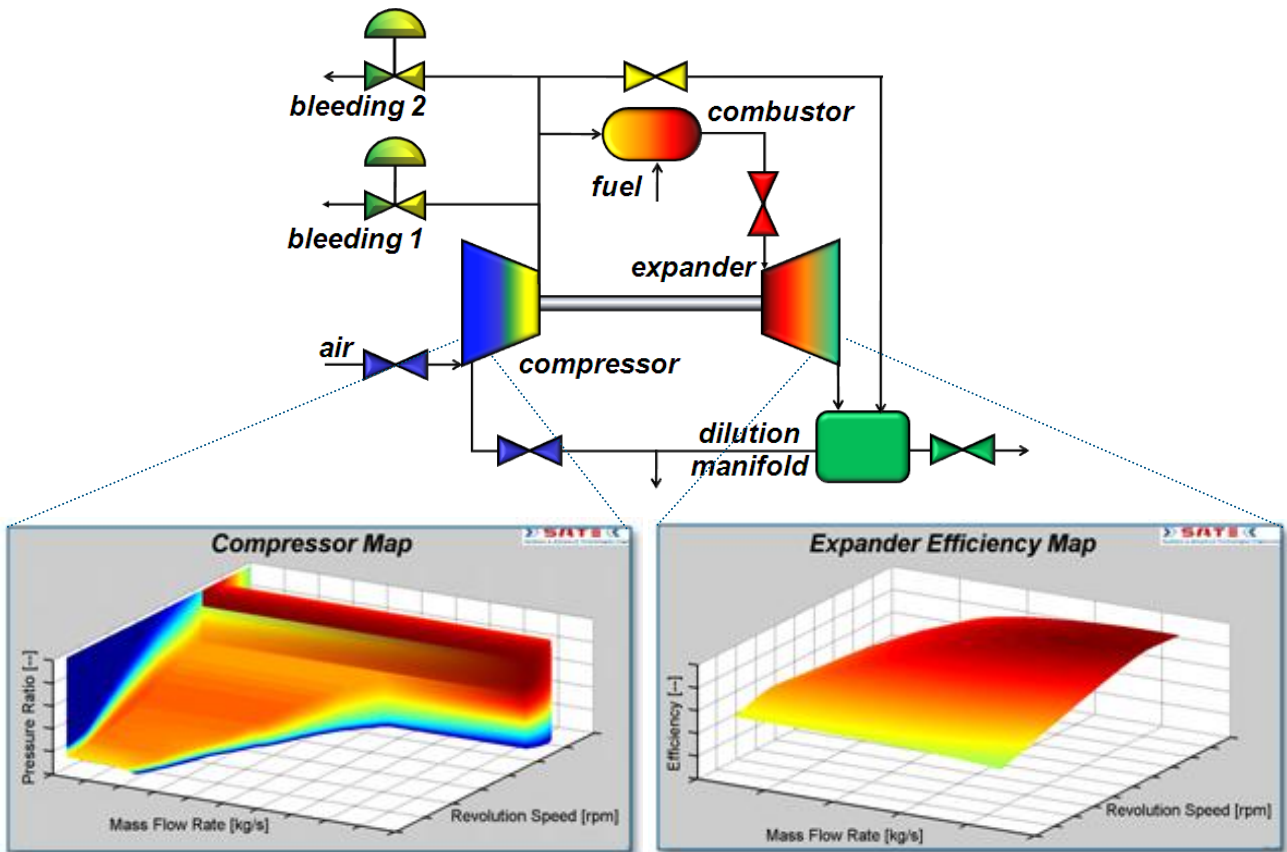 bleeding 2
combustor
fuel
bleeding 1
expander
air
compressor
dilution
manifold
Compressor Map
SATE
Pressure Ratio [--]
Mass Flow Rate [kg/s]
Revolution Speed [rpm]
Expander Efficiency Map
SATE
Efficiency [--]
Mass Flow Rate [kg/s]
Revolution Speed [rpm]